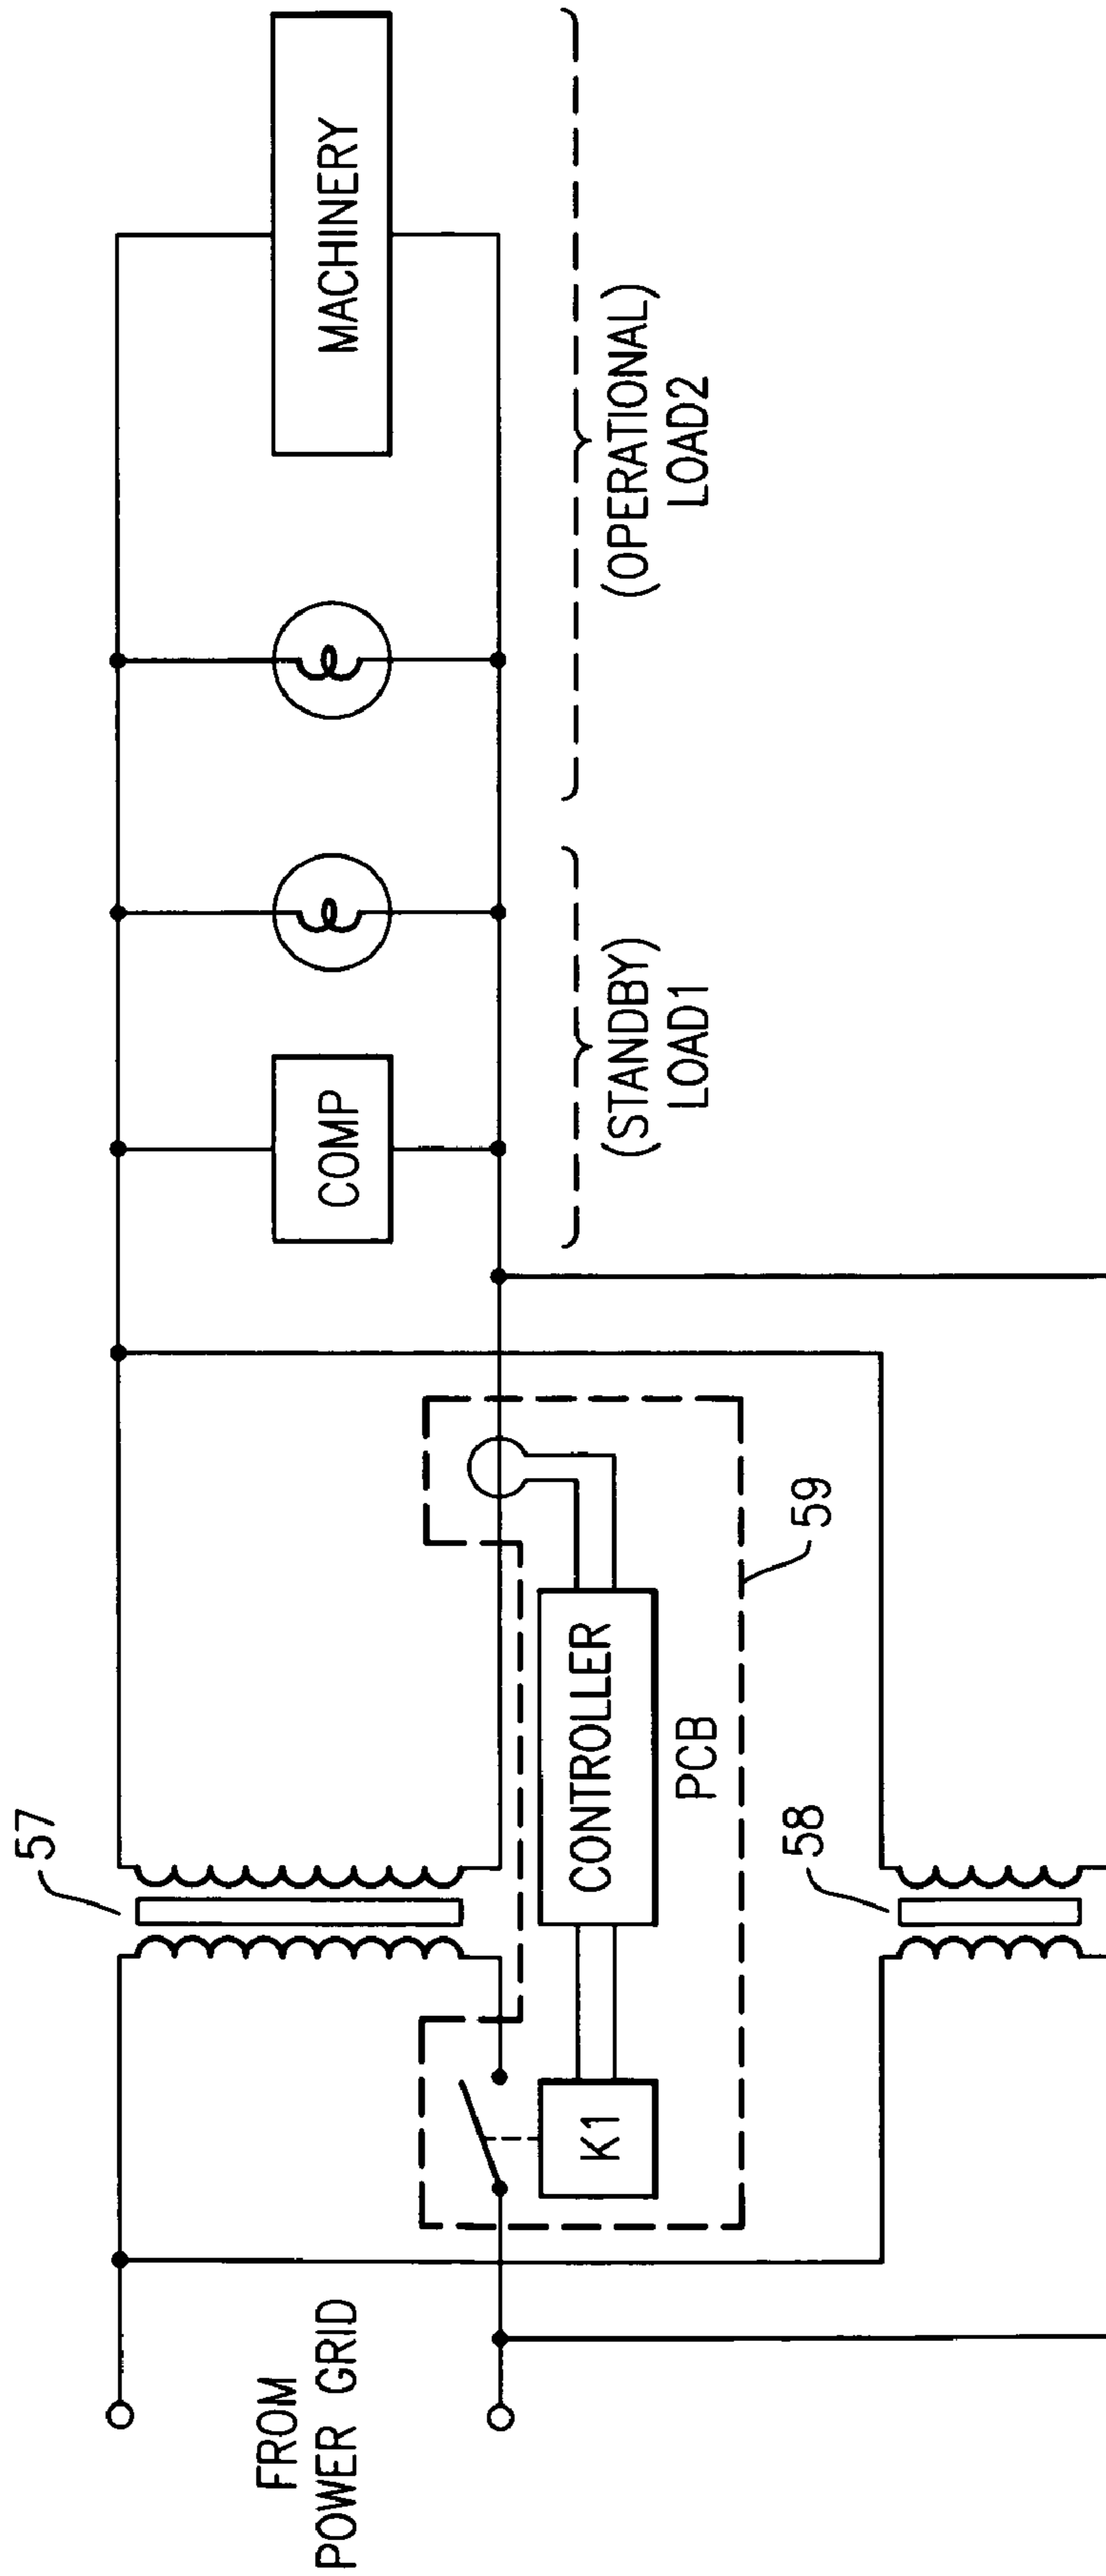 FROM
POWER GRID
57
K1
CONTROLLER
PCB
59
58
COMP
(STANDBY)
LOAD1
MACHINERY
(OPERATIONAL)
LOAD2